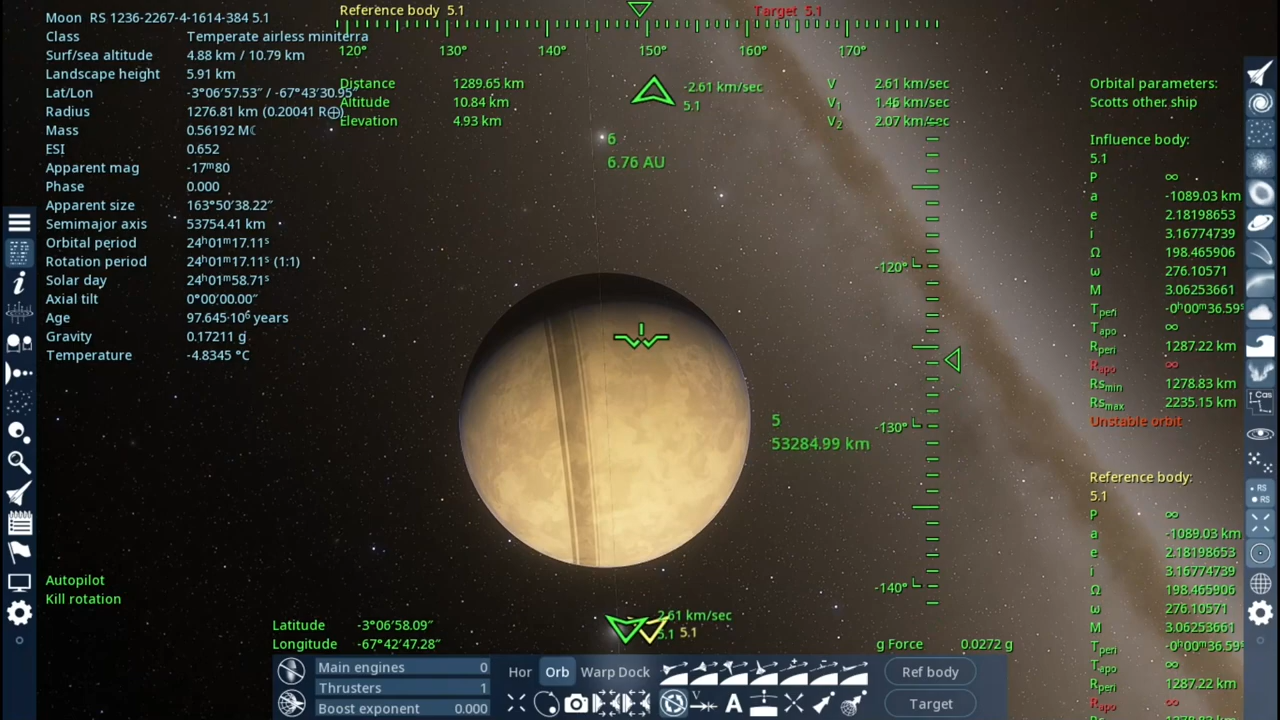 Moon RS 1236-2267-4-1614-384 5.1
Class Temperate airless miniterra
Surf/sea altitude 4.88 km / 10.79 km
Landscape height 5.91 km
Lat/Lon -3°06′57.53″ / -67°43′30.95″
Radius 1276.81 km (0.20041 R⊕)
Mass 0.56192 M☾
ESI 0.652
Apparent mag -17ᵐ80
Phase 0.000
Apparent size 163°50′38.22″
Semimajor axis 53754.41 km
Orbital period 24ʰ01ᵐ17.11ˢ
Rotation period 24ʰ01ᵐ17.11ˢ (1:1)
Solar day 24ʰ01ᵐ58.71ˢ
Axial tilt 0°00′00.00″
Age 97.645·10⁶ years
Gravity 0.17211 g
Temperature -4.8345 °C
Reference body 5.1
Target 5.1
120° 130° 140° 150° 160° 170°
Distance 1289.65 km
Altitude 10.84 km
Elevation 4.93 km
-2.61 km/sec
5.1
V 2.61 km/sec
V₁ 1.46 km/sec
V₂ 2.07 km/sec
6
6.76 AU
-120°
-130°
-140°
5
53284.99 km
Orbital parameters:
Scotts other. ship
Influence body:
5.1
P ∞
a -1089.03 km
e 2.18198653
i 3.16774739
Ω 198.465906
ω 276.10571
M 3.06253661
Tperi -0ʰ00ᵐ36.59ˢ
Tapo ∞
Rperi 1287.22 km
Rapo ∞
Rsmin 1278.83 km
Rsmax 2235.15 km
Unstable orbit
Reference body:
5.1
P ∞
a -1089.03 km
e 2.18198653
i 3.16774739
Ω 198.465906
ω 276.10571
M 3.06253661
Tperi -0ʰ00ᵐ36.59ˢ
Tapo ∞
Rperi 1287.22 km
Rapo ∞
Cas
RS
RS
Autopilot
Kill rotation
Latitude -3°06′58.09″
Longitude -67°42′47.28″
2.61 km/sec
5.1 5.1
g Force 0.0272 g
Main engines 0
Thrusters 1
Boost exponent 0.000
Hor Orb Warp Dock
V
A
Ref body
Target